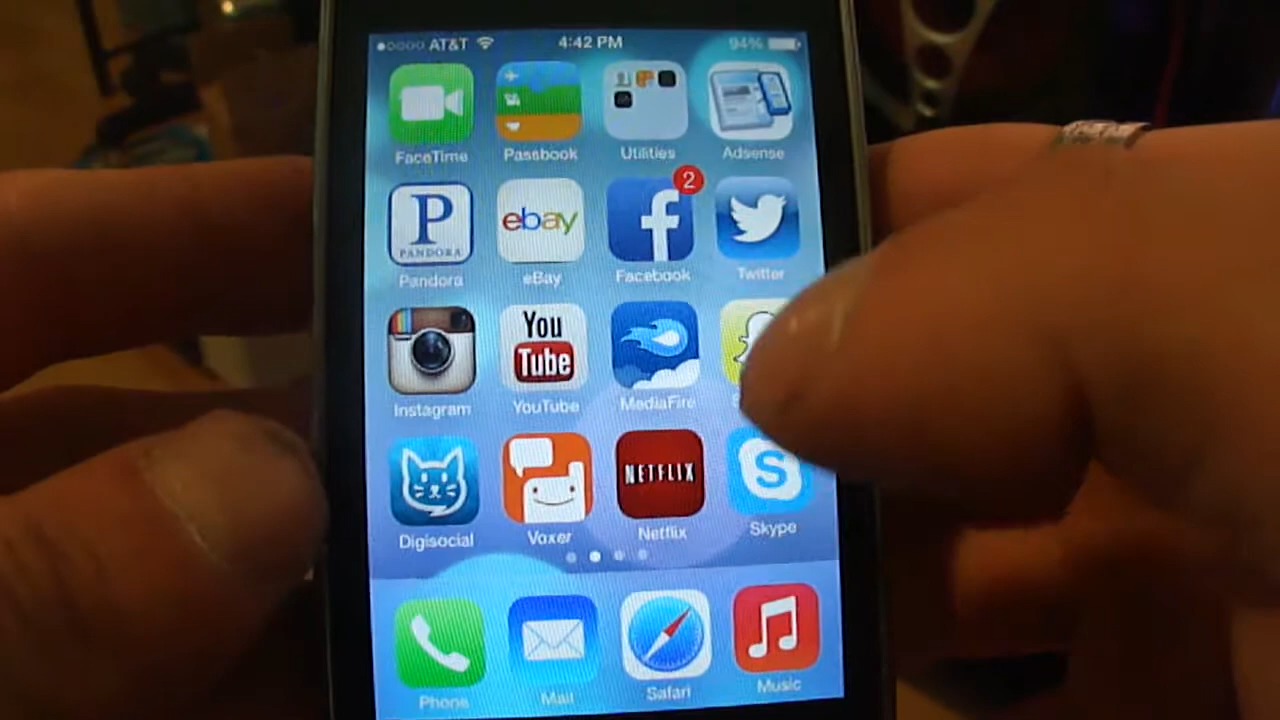 AT&T 4:42 PM 94%
FaceTime Passbook Utilities Adsense
P
PANDORA
ebay
f
2
Pandora eBay Facebook Twitter
You
Tube
Instagram YouTube MediaFire
NETFLIX
S
Digisocial Voxer Netflix Skype
Phone Mail Safari Music